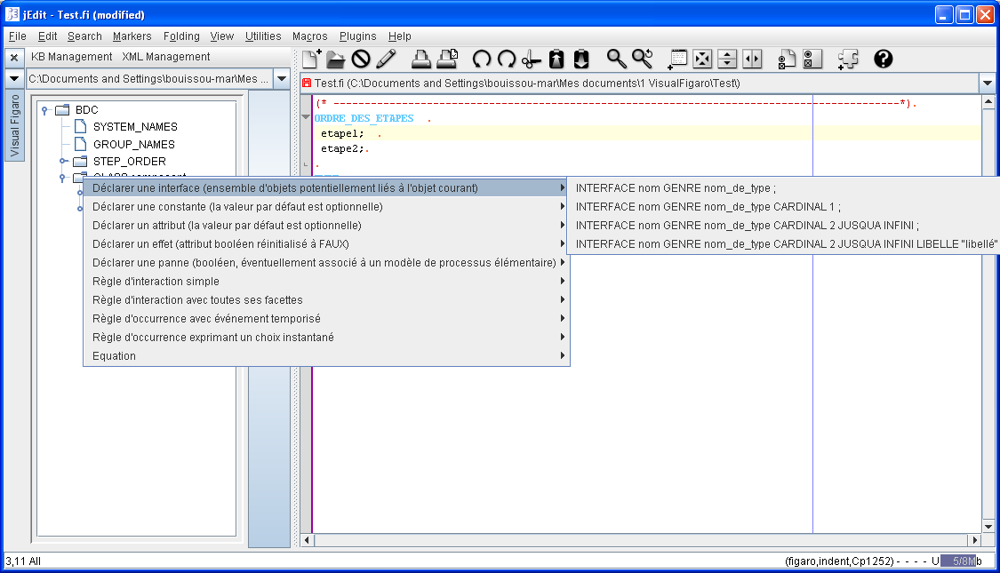 jEdit - Test.fi (modified)
File Edit Search Markers Folding View Utilities Macros Plugins Help
KB Management XML Management
C:\Documents and Settings\bouissou-mar\Mes ...
Test.fi (C:\Documents and Settings\bouissou-mar\Mes documents\1 VisualFigaro\Test\)
Visual Figaro
BDC
SYSTEM_NAMES
GROUP_NAMES
STEP_ORDER
(* -----------------------------------------------------------------------------------------*).
ORDRE_DES_ETAPES .
etape1; .
etape2;.
.
Déclarer une interface (ensemble d'objets potentiellement liés à l'objet courant)
Déclarer une constante (la valeur par défaut est optionnelle)
Déclarer un attribut (la valeur par défaut est optionnelle)
Déclarer un effet (attribut booléen réinitialisé à FAUX)
Déclarer une panne (booléen, éventuellement associé à un modèle de processus élémentaire)
Règle d'interaction simple
Règle d'interaction avec toutes ses facettes
Règle d'occurrence avec événement temporisé
Règle d'occurrence exprimant un choix instantané
Equation
INTERFACE nom GENRE nom_de_type ;
INTERFACE nom GENRE nom_de_type CARDINAL 1 ;
INTERFACE nom GENRE nom_de_type CARDINAL 2 JUSQUA INFINI ;
INTERFACE nom GENRE nom_de_type CARDINAL 2 JUSQUA INFINI LIBELLE "libellé"
3,11 All
(figaro,indent,Cp1252) - - - - U 5/8Mb